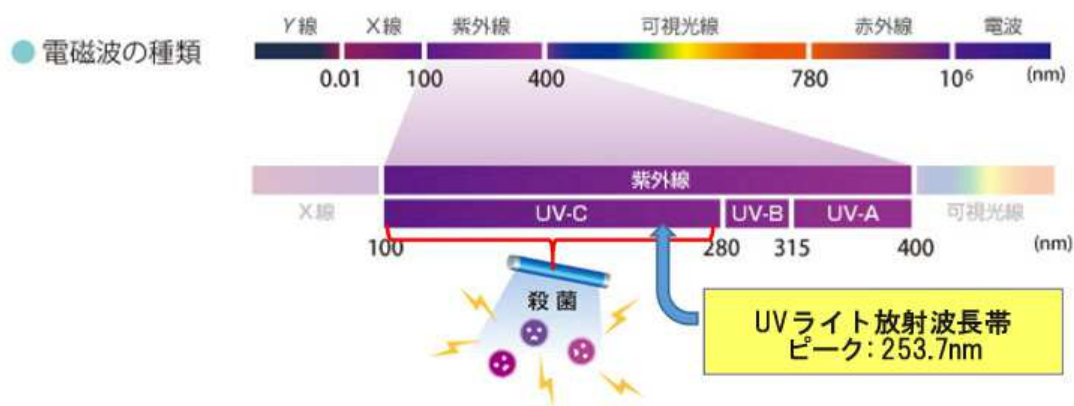 Y線 X線 紫外線 可視光線 赤外線 電波
電磁波の種類
0.01 100 400 780 10⁶ (nm)
紫外線
X線 UV-C UV-B UV-A 可視光線
100 280 315 400 (nm)
殺菌
UVライト放射波長帯
ピーク：253.7nm